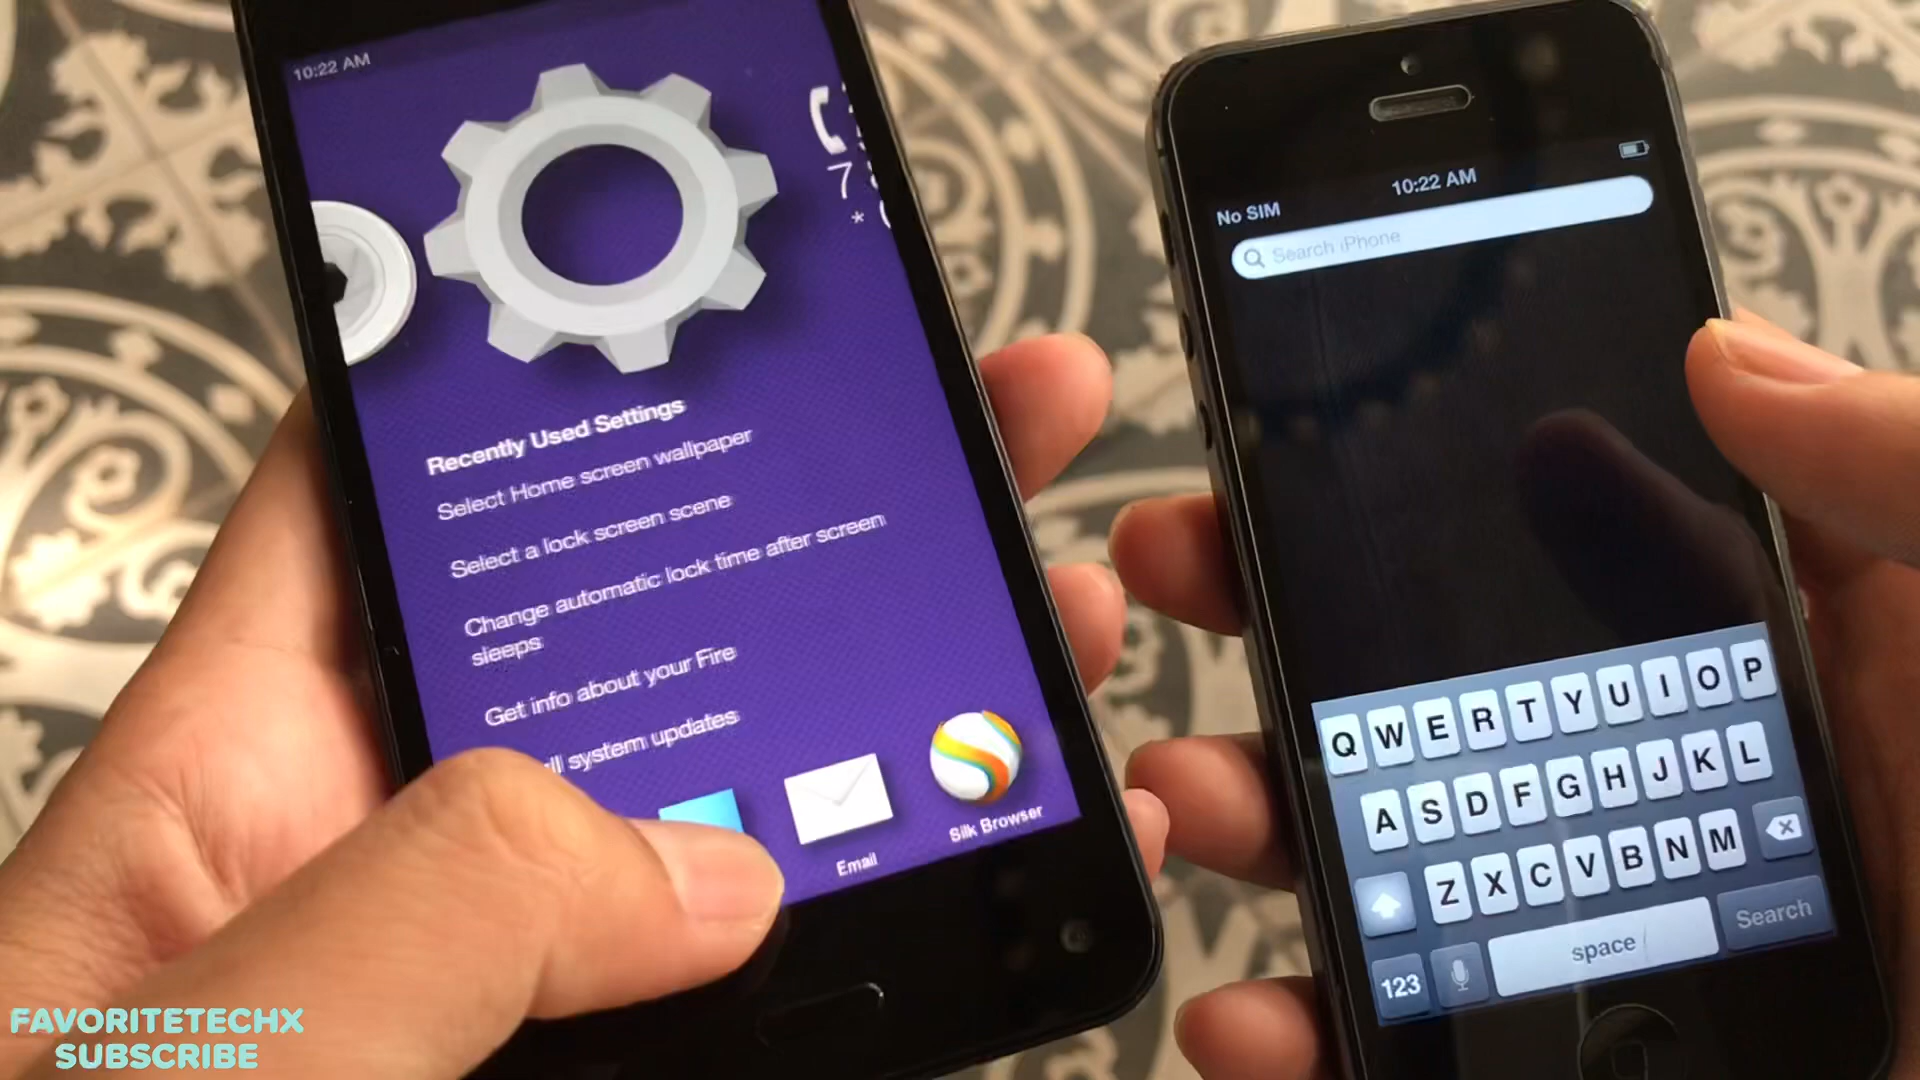 10:22 AM
7
*
Recently Used Settings
Select Home screen wallpaper
Select a lock screen scene
Change automatic lock time after screen
sleeps
Get info about your Fire
system updates
Email
Silk Browser
No SIM
10:22 AM
Search iPhone
Q W E R T Y U I O P
A S D F G H J K L
Z X C V B N M
123
space
Search
FAVORITETECHX
SUBSCRIBE